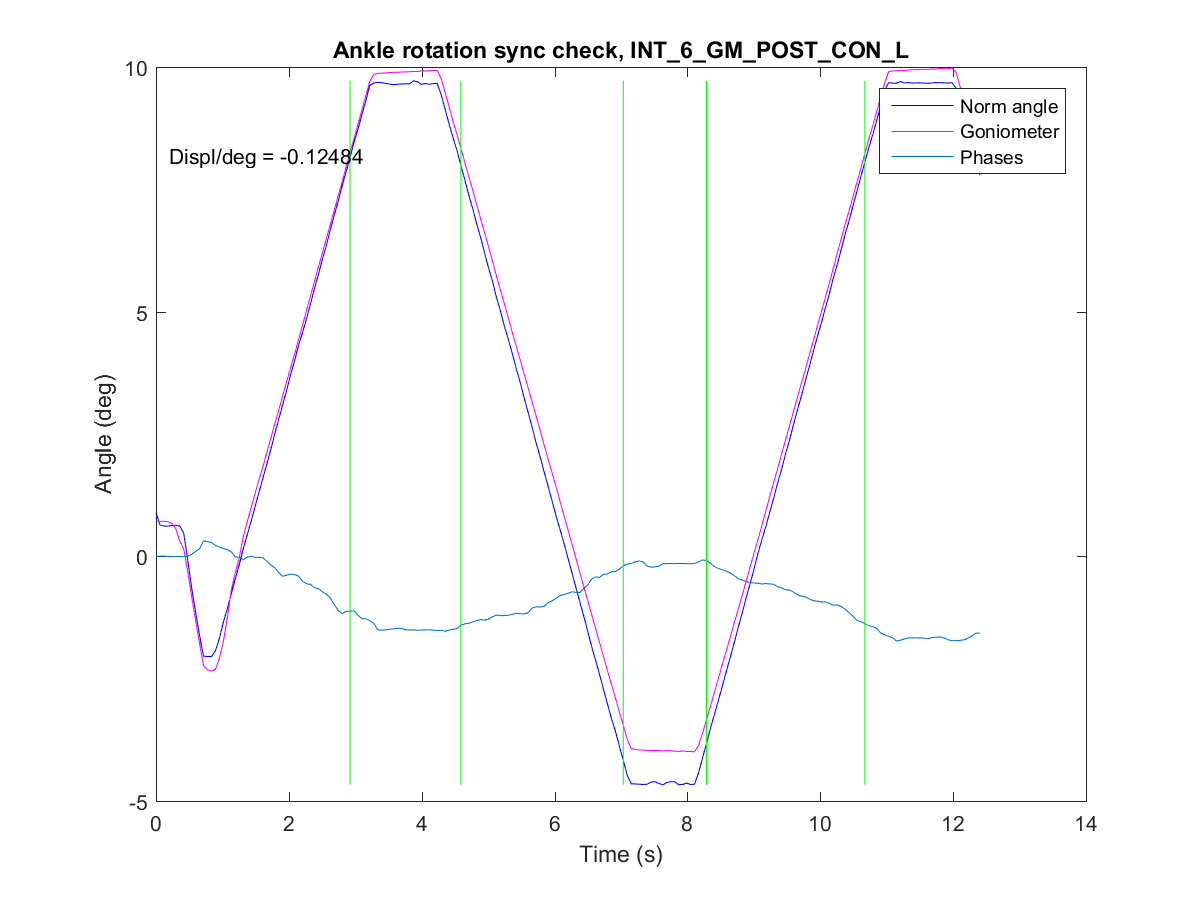 Ankle rotation sync check, INT_6_GM_POST_CON_L
10
5
0
-5
Angle (deg)
Displ/deg = -0.12484
Norm angle
Goniometer
Phases
0 2 4 6 8 10 12 14
Time (s)